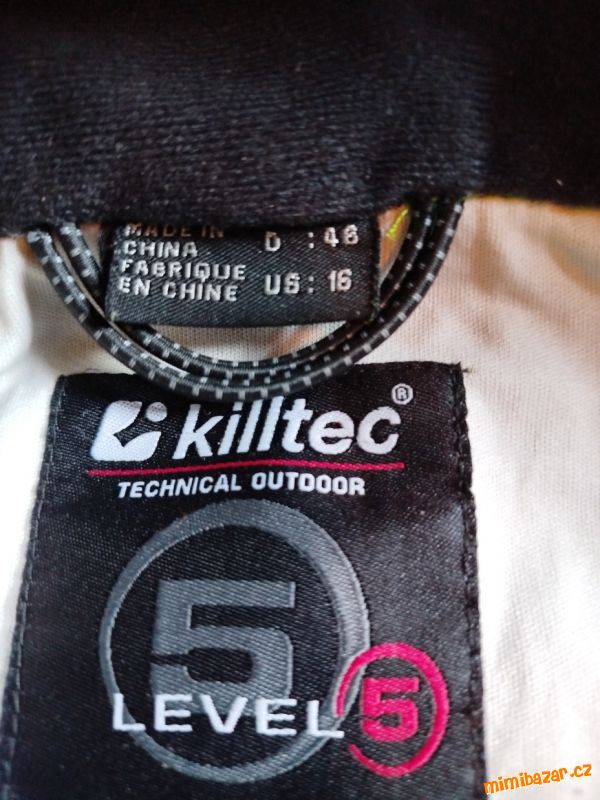 MADE IN
CHINA
FABRIQUE
EN CHINE
D : 46
US: 16
killtec®
TECHNICAL OUTDOOR
5
LEVEL 5
mimibazar.cz